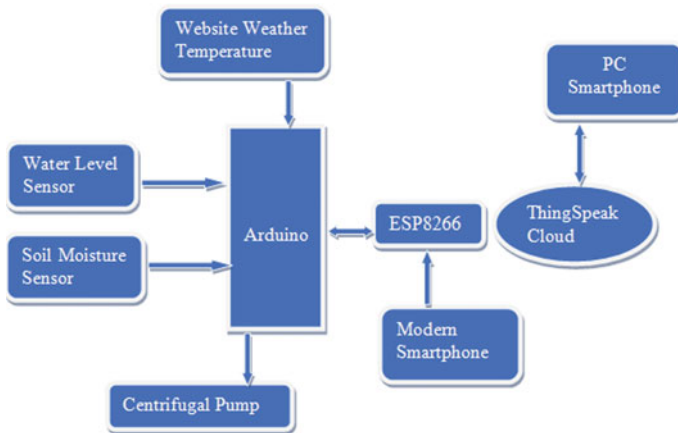 Website Weather
Temperature
PC
Smartphone
Water Level
Sensor
Arduino
ESP8266
ThingSpeak
Cloud
Soil Moisture
Sensor
Modern
Smartphone
Centrifugal Pump